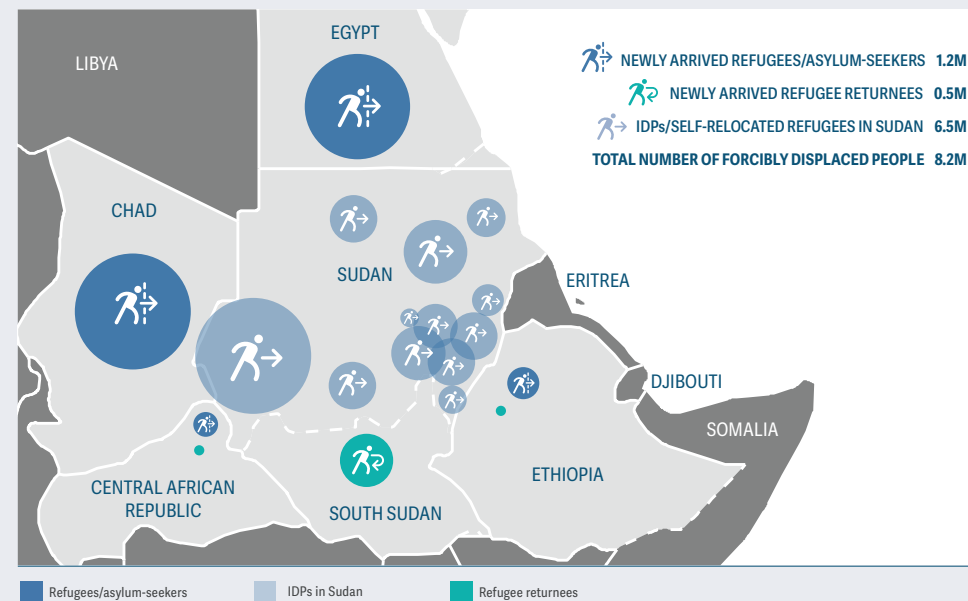 EGYPT
LIBYA
NEWLY ARRIVED REFUGEES/ASYLUM-SEEKERS 1.2M
NEWLY ARRIVED REFUGEE RETURNEES 0.5M
IDPs/SELF-RELOCATED REFUGEES IN SUDAN 6.5M
TOTAL NUMBER OF FORCIBLY DISPLACED PEOPLE 8.2M
CHAD
SUDAN
ERITREA
DJIBOUTI
SOMALIA
ETHIOPIA
CENTRAL AFRICAN
REPUBLIC
SOUTH SUDAN
Refugees/asylum-seekers
IDPs in Sudan
Refugee returnees